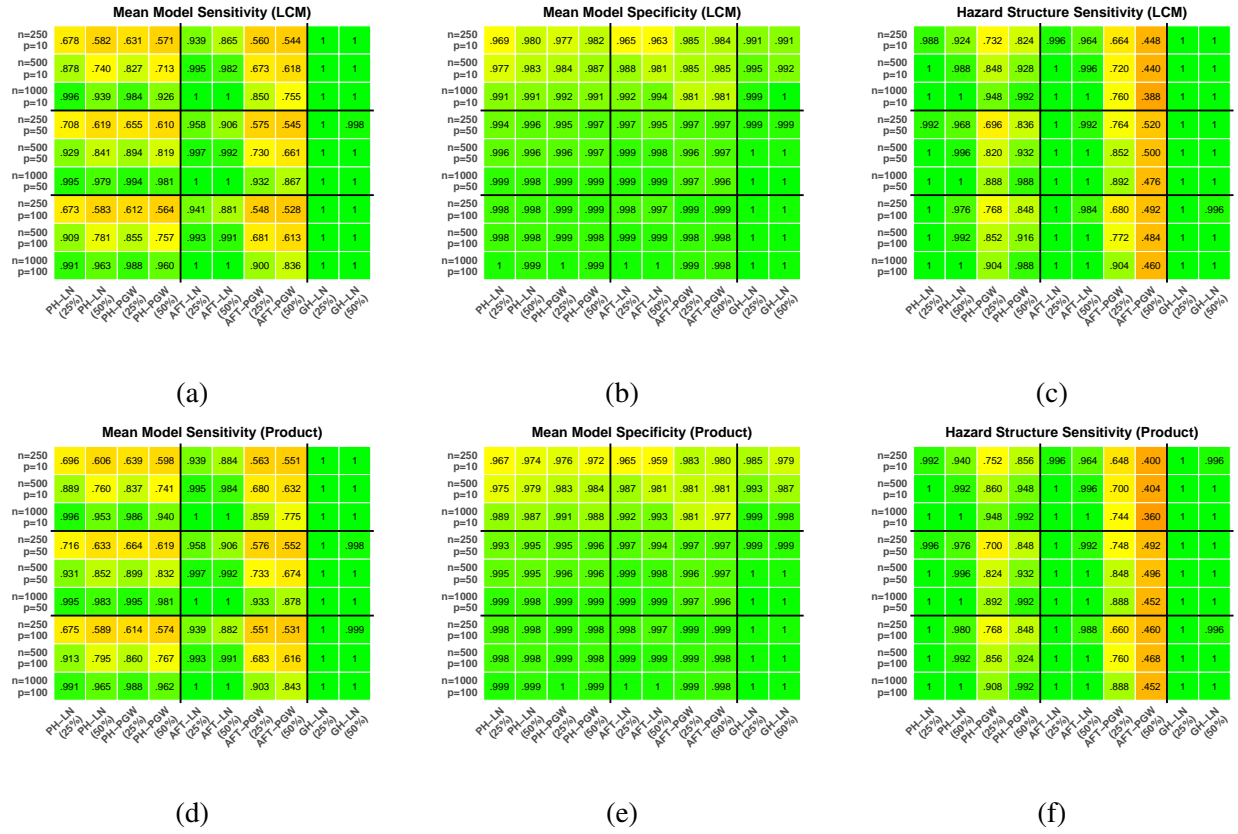 Mean Model Sensitivity (LCM)
n=250 p=10 .678 .582 .631 .571 .939 .865 .560 .544 1 1
n=500 p=10 .878 .740 .827 .713 .995 .982 .673 .618 1 1
n=1000 p=10 .996 .939 .984 .926 1 1 .850 .755 1 1
n=250 p=50 .708 .619 .655 .610 .958 .906 .575 .545 1 .998
n=500 p=50 .929 .841 .894 .819 .997 .992 .730 .661 1 1
n=1000 p=50 .995 .979 .994 .981 1 1 .932 .867 1 1
n=250 p=100 .673 .583 .612 .564 .941 .881 .548 .528 1 1
n=500 p=100 .909 .781 .855 .757 .993 .991 .681 .613 1 1
n=1000 p=100 .991 .963 .988 .960 1 1 .900 .836 1 1
PH−LN (25%) PH−LN (50%) PH−PGW (25%) PH−PGW (50%) AFT−LN (25%) AFT−LN (50%) AFT−PGW (25%) AFT−PGW (50%) GH−LN (25%) GH−LN (50%)
(a)
Mean Model Specificity (LCM)
n=250 p=10 .969 .980 .977 .982 .965 .963 .985 .984 .991 .991
n=500 p=10 .977 .983 .984 .987 .988 .981 .985 .985 .995 .992
n=1000 p=10 .991 .991 .992 .991 .992 .994 .981 .981 .999 1
n=250 p=50 .994 .996 .995 .997 .997 .995 .997 .997 .999 .999
n=500 p=50 .996 .996 .996 .997 .999 .998 .996 .997 1 1
n=1000 p=50 .999 .998 .999 .999 .999 1 .997 .996 1 1
n=250 p=100 .998 .998 .999 .999 .998 .997 .999 .999 1 1
n=500 p=100 .998 .998 .999 .998 .999 .999 .999 .998 1 1
n=1000 p=100 1 .999 1 .999 1 1 .999 .998 1 1
PH−LN (25%) PH−LN (50%) PH−PGW (25%) PH−PGW (50%) AFT−LN (25%) AFT−LN (50%) AFT−PGW (25%) AFT−PGW (50%) GH−LN (25%) GH−LN (50%)
(b)
Hazard Structure Sensitivity (LCM)
n=250 p=10 .988 .924 .732 .824 .996 .964 .664 .448 1 1
n=500 p=10 1 .988 .848 .928 1 .996 .720 .440 1 1
n=1000 p=10 1 1 .948 .992 1 1 .760 .388 1 1
n=250 p=50 .992 .968 .696 .836 1 .992 .764 .520 1 1
n=500 p=50 1 .996 .820 .932 1 1 .852 .500 1 1
n=1000 p=50 1 1 .888 .988 1 1 .892 .476 1 1
n=250 p=100 1 .976 .768 .848 1 .984 .680 .492 1 .996
n=500 p=100 1 .992 .852 .916 1 1 .772 .484 1 1
n=1000 p=100 1 1 .904 .988 1 1 .904 .460 1 1
PH−LN (25%) PH−LN (50%) PH−PGW (25%) PH−PGW (50%) AFT−LN (25%) AFT−LN (50%) AFT−PGW (25%) AFT−PGW (50%) GH−LN (25%) GH−LN (50%)
(c)
Mean Model Sensitivity (Product)
n=250 p=10 .696 .606 .639 .598 .939 .884 .563 .551 1 1
n=500 p=10 .889 .760 .837 .741 .995 .984 .680 .632 1 1
n=1000 p=10 .996 .953 .986 .940 1 1 .859 .775 1 1
n=250 p=50 .716 .633 .664 .619 .958 .906 .576 .552 1 .998
n=500 p=50 .931 .852 .899 .832 .997 .992 .733 .674 1 1
n=1000 p=50 .995 .983 .995 .981 1 1 .933 .878 1 1
n=250 p=100 .675 .589 .614 .574 .939 .882 .551 .531 1 .999
n=500 p=100 .913 .795 .860 .767 .993 .991 .683 .616 1 1
n=1000 p=100 .991 .965 .988 .962 1 1 .903 .843 1 1
PH−LN (25%) PH−LN (50%) PH−PGW (25%) PH−PGW (50%) AFT−LN (25%) AFT−LN (50%) AFT−PGW (25%) AFT−PGW (50%) GH−LN (25%) GH−LN (50%)
(d)
Mean Model Specificity (Product)
n=250 p=10 .967 .974 .976 .972 .965 .959 .983 .980 .985 .979
n=500 p=10 .975 .979 .983 .984 .987 .981 .981 .981 .993 .987
n=1000 p=10 .989 .987 .991 .988 .992 .993 .981 .977 .999 .998
n=250 p=50 .993 .995 .995 .996 .997 .994 .997 .997 .999 .999
n=500 p=50 .995 .995 .996 .996 .999 .998 .996 .997 1 1
n=1000 p=50 .999 .998 .999 .999 .999 .999 .997 .996 1 1
n=250 p=100 .998 .998 .999 .998 .998 .997 .999 .999 1 1
n=500 p=100 .998 .998 .999 .998 .999 .999 .999 .998 1 1
n=1000 p=100 .999 .999 1 .999 1 1 .999 .998 1 1
PH−LN (25%) PH−LN (50%) PH−PGW (25%) PH−PGW (50%) AFT−LN (25%) AFT−LN (50%) AFT−PGW (25%) AFT−PGW (50%) GH−LN (25%) GH−LN (50%)
(e)
Hazard Structure Sensitivity (Product)
n=250 p=10 .992 .940 .752 .856 .996 .964 .648 .400 1 .996
n=500 p=10 1 .992 .860 .948 1 .996 .700 .404 1 1
n=1000 p=10 1 1 .948 .992 1 1 .744 .360 1 1
n=250 p=50 .996 .976 .700 .848 1 .992 .748 .492 1 1
n=500 p=50 1 .996 .824 .932 1 1 .848 .496 1 1
n=1000 p=50 1 1 .892 .992 1 1 .888 .452 1 1
n=250 p=100 1 .980 .768 .848 1 .988 .660 .460 1 .996
n=500 p=100 1 .992 .856 .924 1 1 .760 .468 1 1
n=1000 p=100 1 1 .908 .992 1 1 .888 .452 1 1
PH−LN (25%) PH−LN (50%) PH−PGW (25%) PH−PGW (50%) AFT−LN (25%) AFT−LN (50%) AFT−PGW (25%) AFT−PGW (50%) GH−LN (25%) GH−LN (50%)
(f)